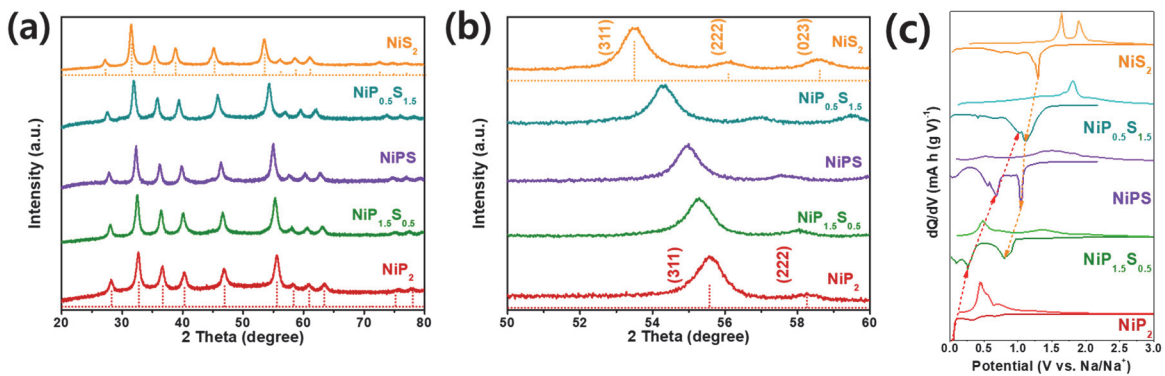 (a)
Intensity (a.u.)
NiS2
NiP0.5S1.5
NiPS
NiP1.5S0.5
NiP2
20 30 40 50 60 70 80
2 Theta (degree)
(b)
Intensity (a.u.)
(311) (222) (023)
NiS2
NiP0.5S1.5
NiPS
NiP1.5S0.5
(311) (222)
NiP2
50 52 54 56 58 60
2 Theta (degree)
(c)
dQ/dV (mA h (g V)-1)
NiS2
NiP0.5S1.5
NiPS
NiP1.5S0.5
NiP2
0.0 0.5 1.0 1.5 2.0 2.5 3.0
Potential (V vs. Na/Na+)